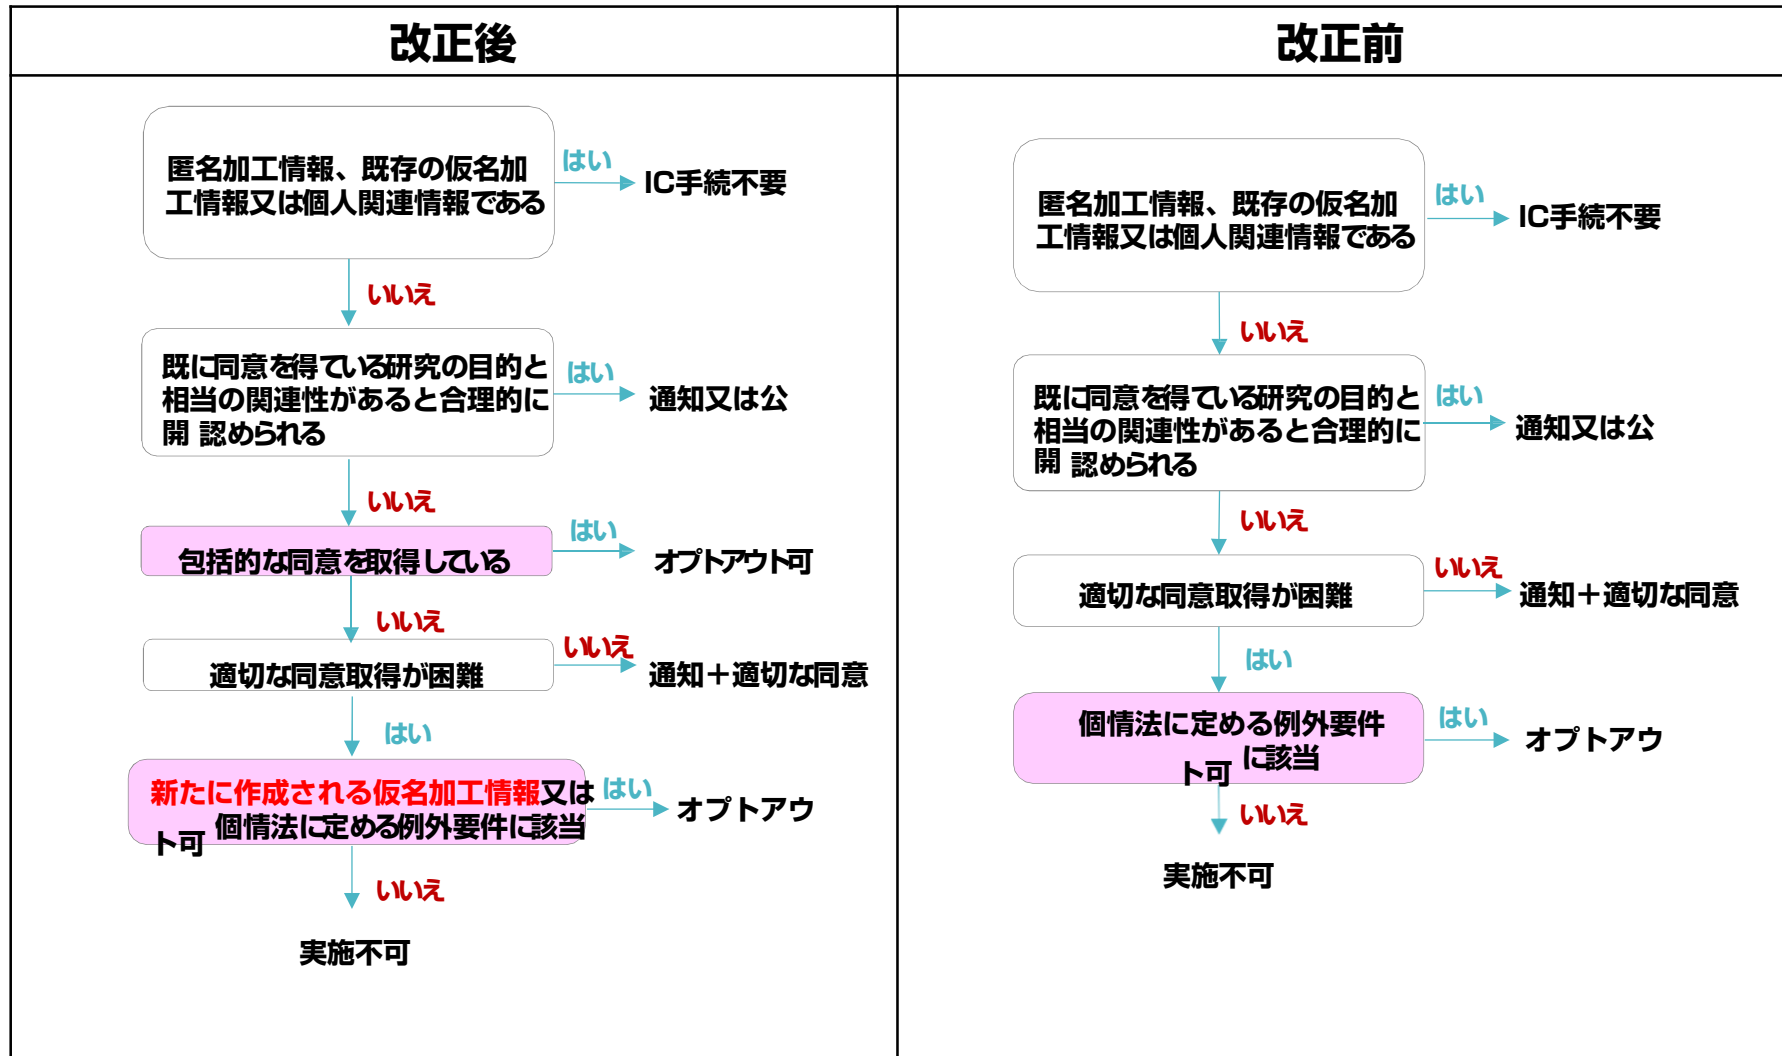 改正後
匿名加工情報、既存の仮名加
工情報又は個人関連情報である
はい
IC手続不要
いいえ
既に同意を得ている研究の目的と
相当の関連性があると合理的に
開 認められる
はい
通知又は公
いいえ
包括的な同意を取得している
はい
オプトアウト可
いいえ
適切な同意取得が困難
いいえ
通知＋適切な同意
はい
新たに作成される仮名加工情報又は
個情法に定める例外要件に該当
ト可
はい
オプトアウ
いいえ
実施不可
改正前
匿名加工情報、既存の仮名加
工情報又は個人関連情報である
はい
IC手続不要
いいえ
既に同意を得ている研究の目的と
相当の関連性があると合理的に
開 認められる
はい
通知又は公
いいえ
適切な同意取得が困難
いいえ
通知＋適切な同意
はい
個情法に定める例外要件
に該当
ト可
はい
オプトアウ
いいえ
実施不可